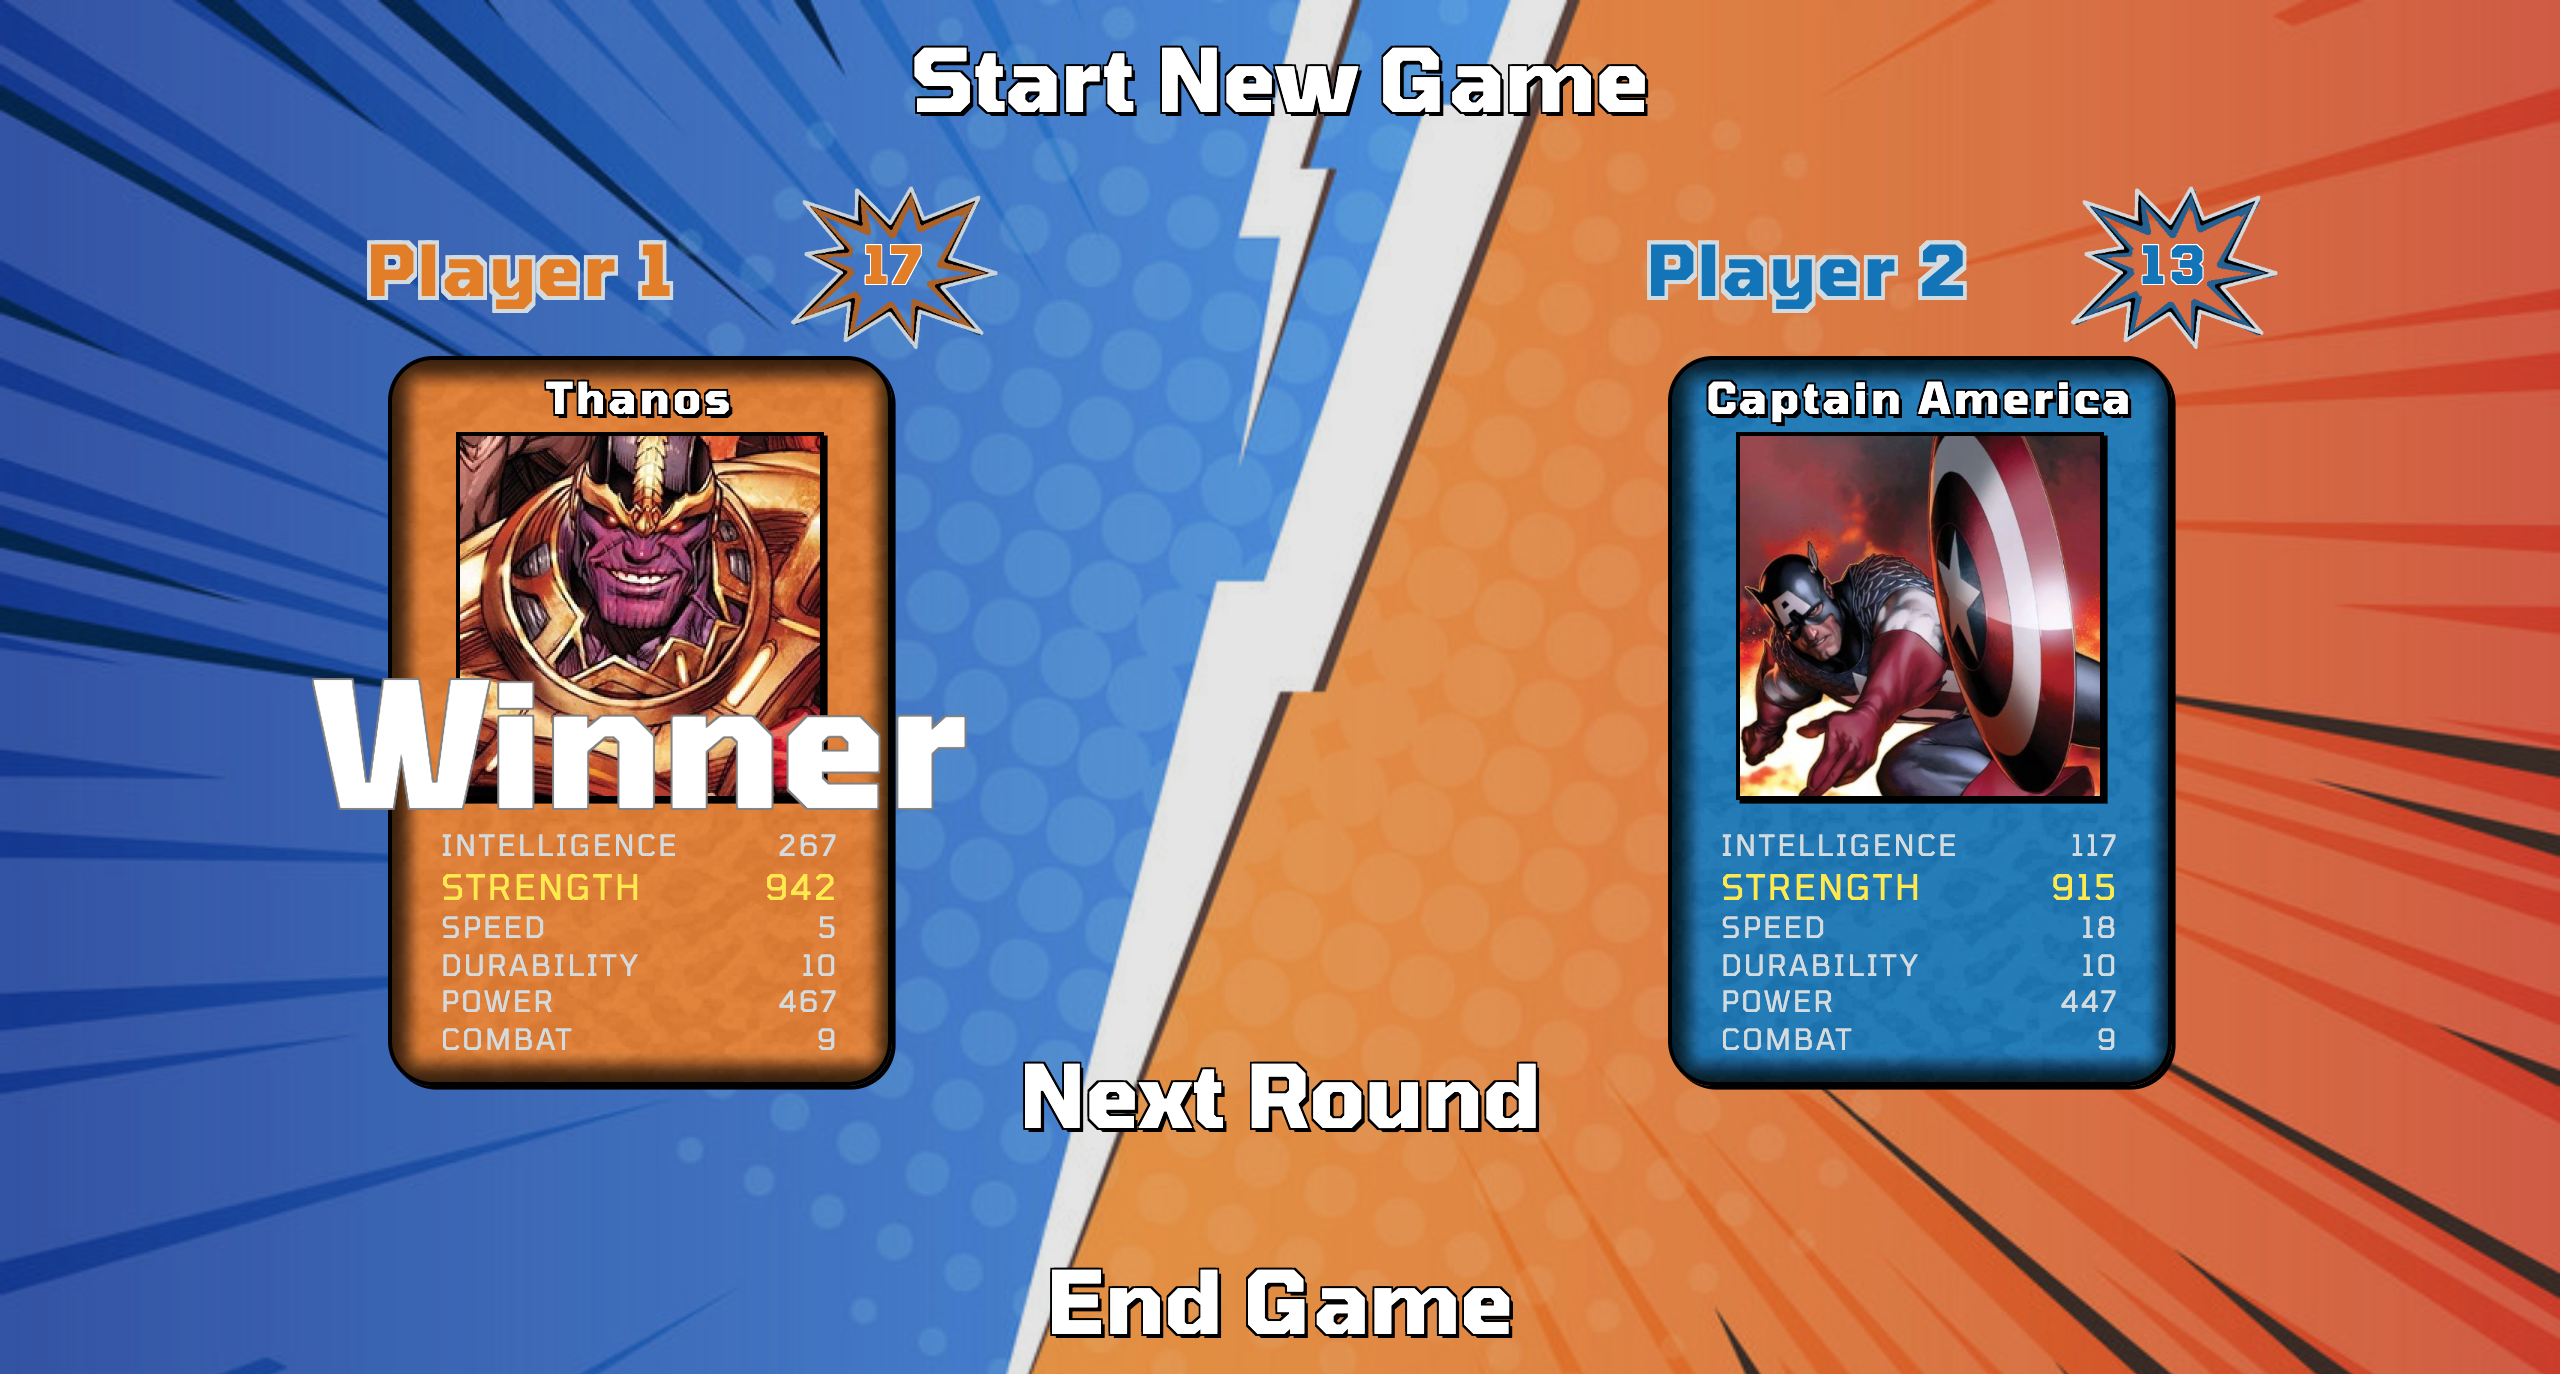 Start New Game
Player 1
17
Player 2
13
Thanos
Winner
INTELLIGENCE 267
STRENGTH 942
SPEED 5
DURABILITY 10
POWER 467
COMBAT 9
Captain America
A
INTELLIGENCE 117
STRENGTH 915
SPEED 18
DURABILITY 10
POWER 447
COMBAT 9
Next Round
End Game